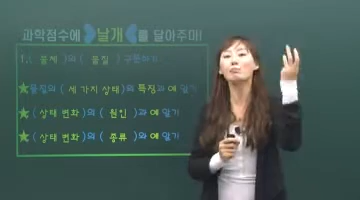 과학점수에 날개를 달아주마!
1. ( 물체 )와 ( 물질 ) 구분하기
★물질의 ( 세 가지 상태 )의 특징과 예 알기
★( 상태 변화 )의 ( 원인 )과 예 알기
★( 상태 변화 )의 ( 종류 )와 예 알기